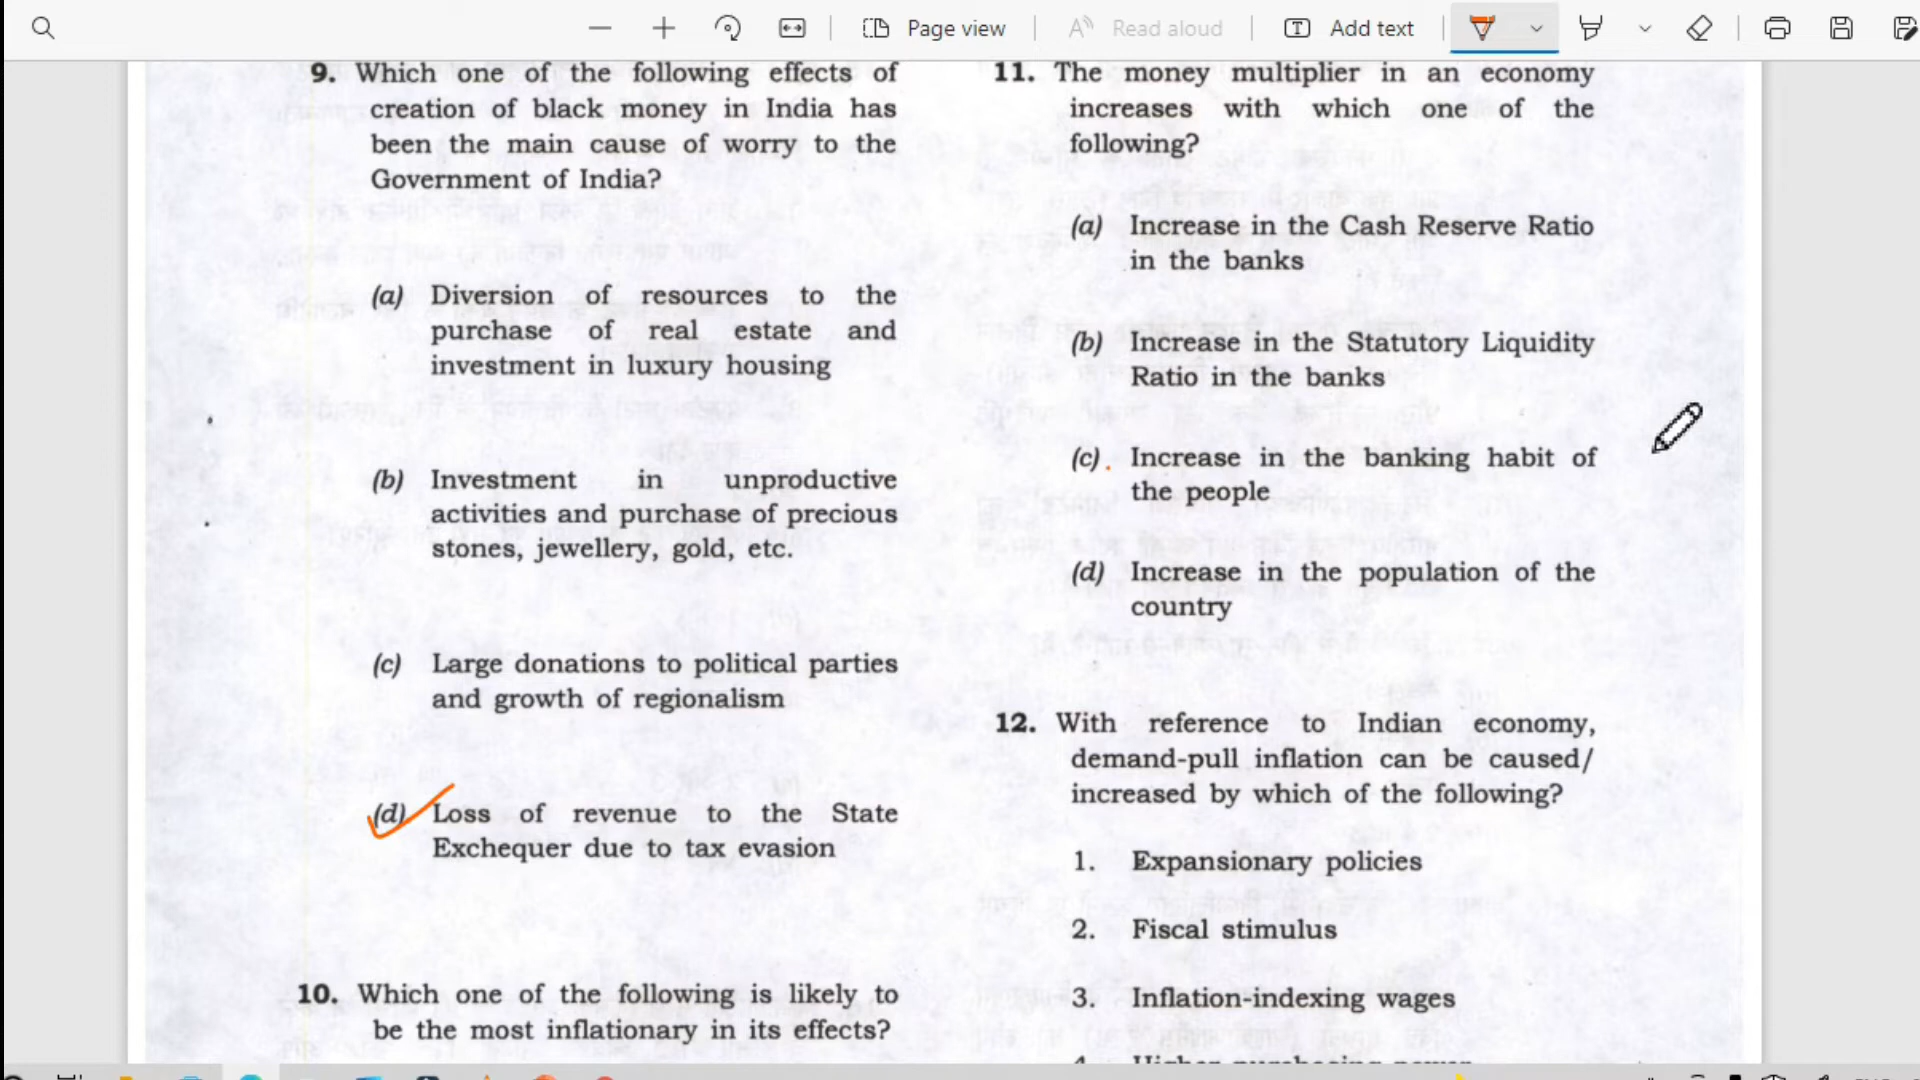 Page view
Read aloud
Add text
9. Which one of the following effects of
creation of black money in India has
been the main cause of worry to the
Government of India?
(a) Diversion of resources to the
purchase of real estate and
investment in luxury housing
(b) Investment in unproductive
activities and purchase of precious
stones, jewellery, gold, etc.
(c) Large donations to political parties
and growth of regionalism
(d) Loss of revenue to the State
Exchequer due to tax evasion
10. Which one of the following is likely to
be the most inflationary in its effects?
11. The money multiplier in an economy
increases with which one of the
following?
(a) Increase in the Cash Reserve Ratio
in the banks
(b) Increase in the Statutory Liquidity
Ratio in the banks
(c) Increase in the banking habit of
the people
(d) Increase in the population of the
country
12. With reference to Indian economy,
demand-pull inflation can be caused/
increased by which of the following?
1. Expansionary policies
2. Fiscal stimulus
3. Inflation-indexing wages
4. Higher purchasing power